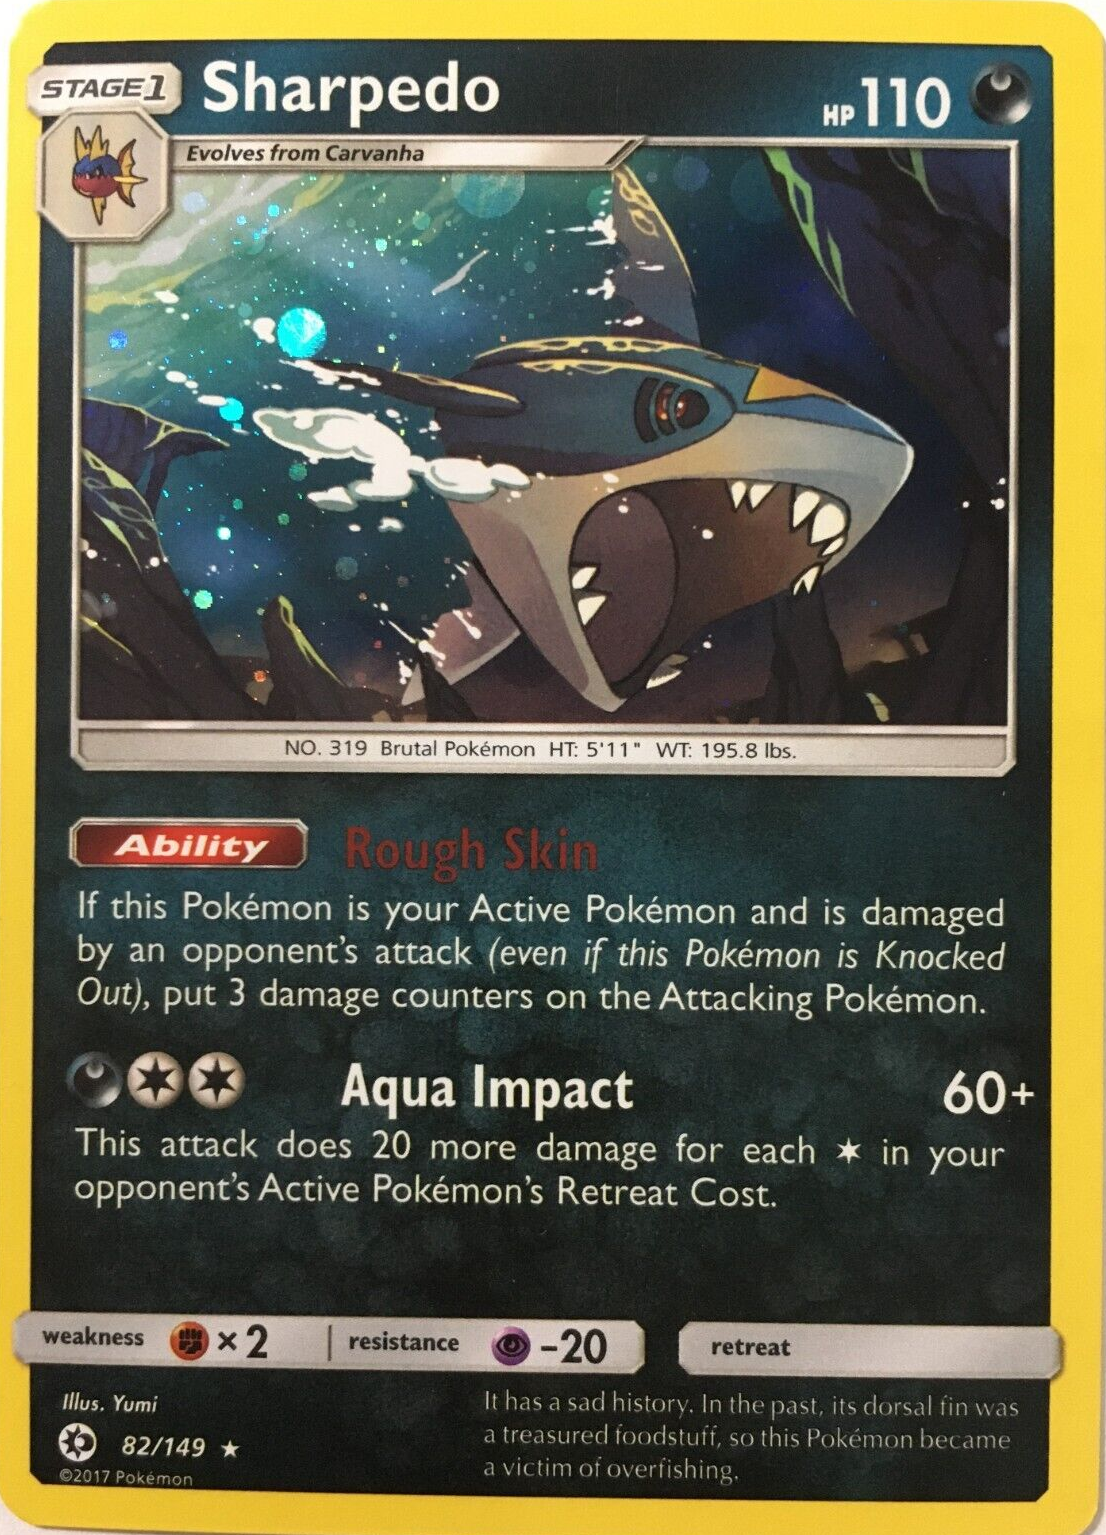 STAGE1
Sharpedo
HP110
Evolves from Carvanha
NO. 319 Brutal Pokémon HT: 5'11" WT: 195.8 lbs.
Ability Rough Skin
If this Pokémon is your Active Pokémon and is damaged
by an opponent's attack (even if this Pokémon is Knocked
Out), put 3 damage counters on the Attacking Pokémon.
Aqua Impact 60+
This attack does 20 more damage for each ✶ in your
opponent's Active Pokémon's Retreat Cost.
weakness ×2 resistance -20 retreat
Illus. Yumi
82/149 ★
©2017 Pokémon
It has a sad history. In the past, its dorsal fin was
a treasured foodstuff, so this Pokémon became
a victim of overfishing.